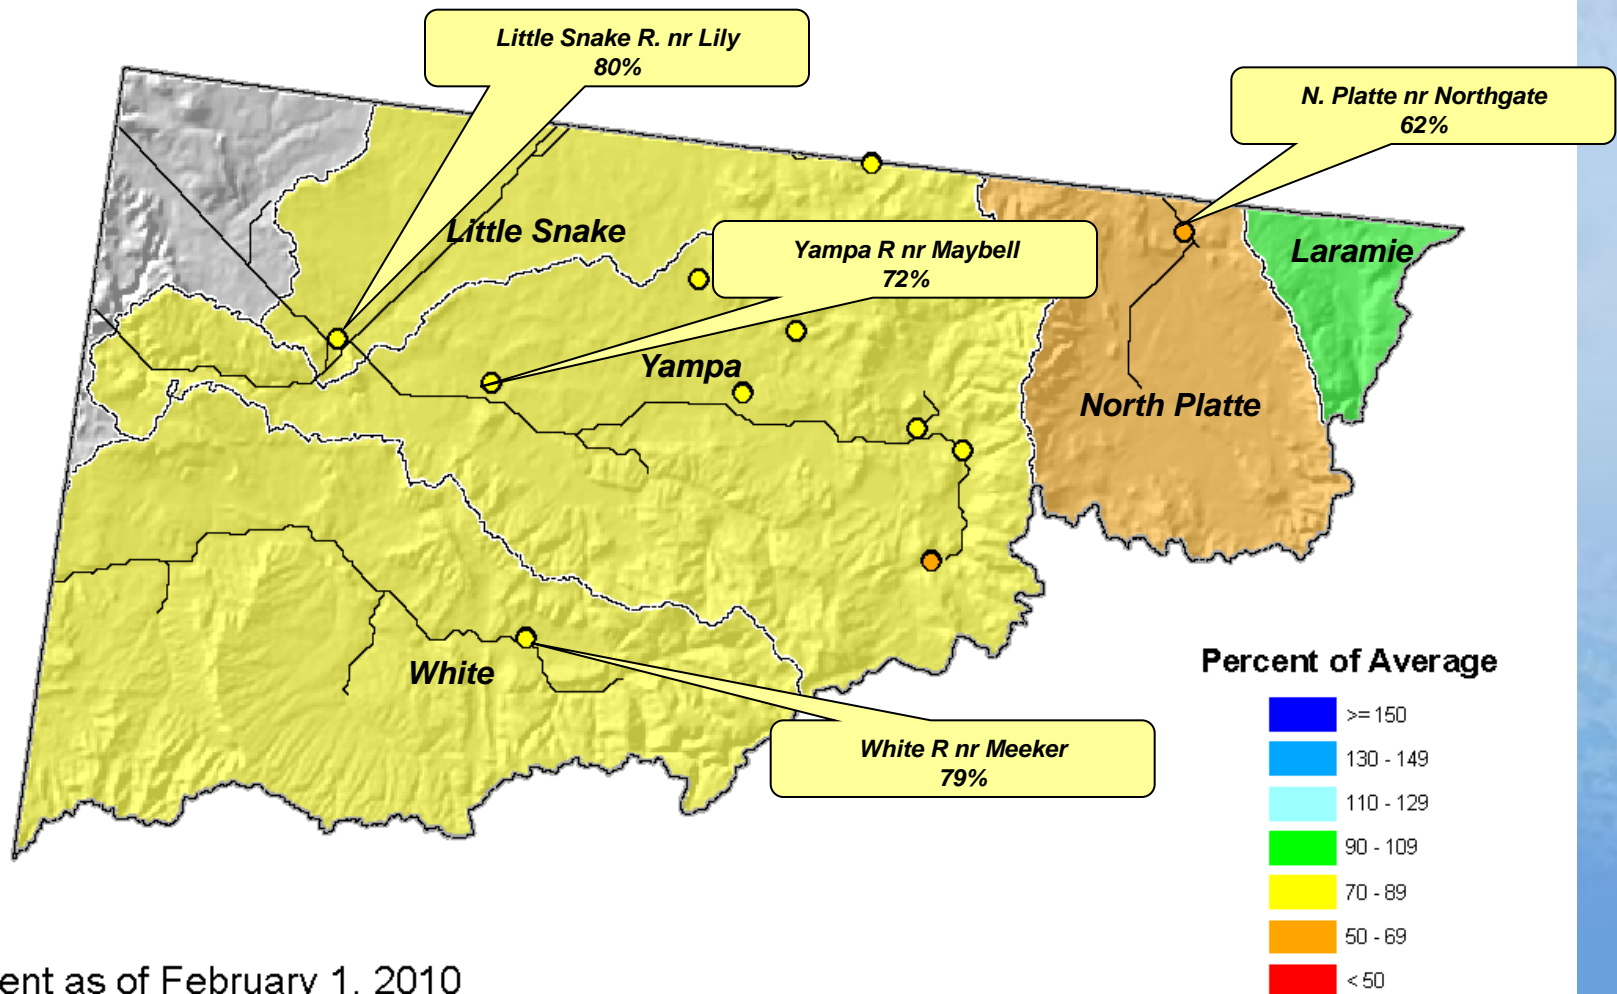 Little Snake R. nr Lily
80%
N. Platte nr Northgate
62%
Little Snake
Yampa R nr Maybell
72%
Laramie
Yampa
North Platte
White
White R nr Meeker
79%
Percent of Average
>= 150
130 - 149
110 - 129
90 - 109
70 - 89
50 - 69
< 50
ent as of February 1, 2010